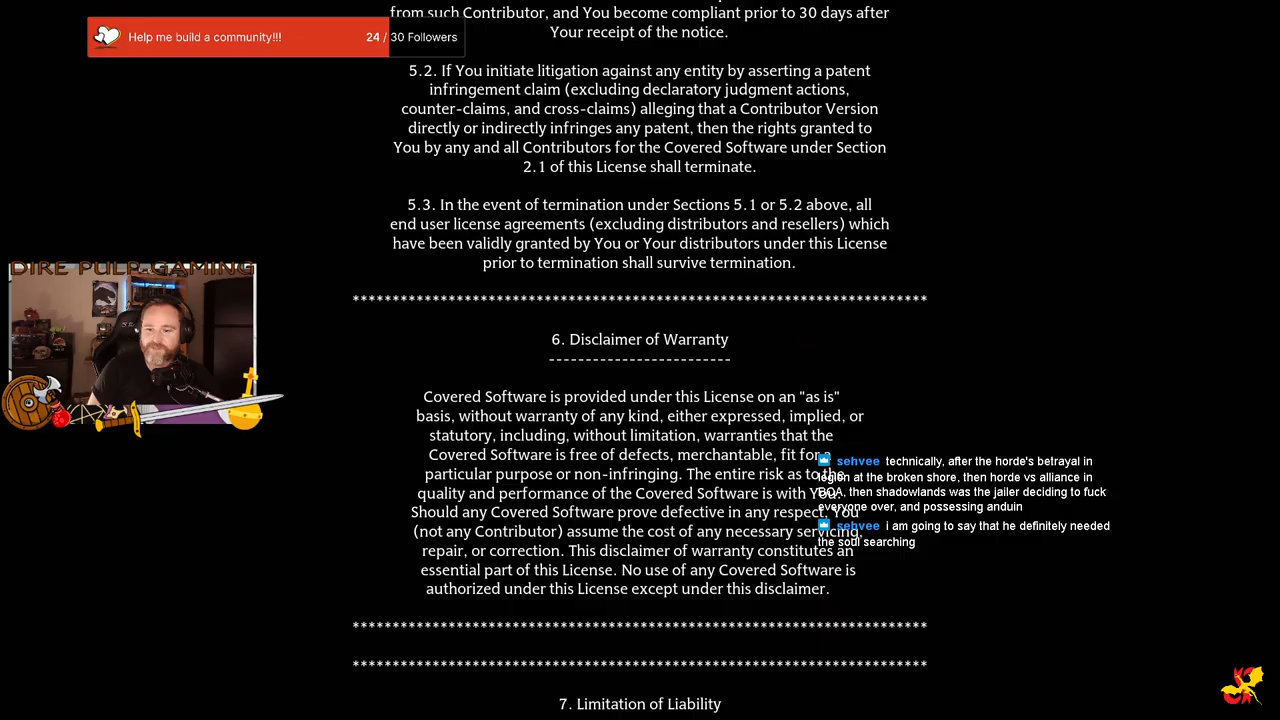 from such Contributor, and You become compliant prior to 30 days after
Your receipt of the notice.
Help me build a community!!!
24 / 30 Followers
5.2. If You initiate litigation against any entity by asserting a patent
infringement claim (excluding declaratory judgment actions,
counter-claims, and cross-claims) alleging that a Contributor Version
directly or indirectly infringes any patent, then the rights granted to
You by any and all Contributors for the Covered Software under Section
2.1 of this License shall terminate.
5.3. In the event of termination under Sections 5.1 or 5.2 above, all
end user license agreements (excluding distributors and resellers) which
have been validly granted by You or Your distributors under this License
prior to termination shall survive termination.
DIRE PULP GAMING
************************************************************************
6. Disclaimer of Warranty
-------------------------
Covered Software is provided under this License on an "as is"
basis, without warranty of any kind, either expressed, implied, or
statutory, including, without limitation, warranties that the
Covered Software is free of defects, merchantable, fit for a
particular purpose or non-infringing. The entire risk as to the
quality and performance of the Covered Software is with You.
Should any Covered Software prove defective in any respect, You
(not any Contributor) assume the cost of any necessary servicing,
repair, or correction. This disclaimer of warranty constitutes an
essential part of this License. No use of any Covered Software is
authorized under this License except under this disclaimer.
sehvee technically, after the horde's betrayal in
legion at the broken shore, then horde vs alliance in
BOA, then shadowlands was the jailer deciding to fuck
everyone over, and possessing anduin
sehvee i am going to say that he definitely needed
the soul searching
************************************************************************
************************************************************************
7. Limitation of Liability